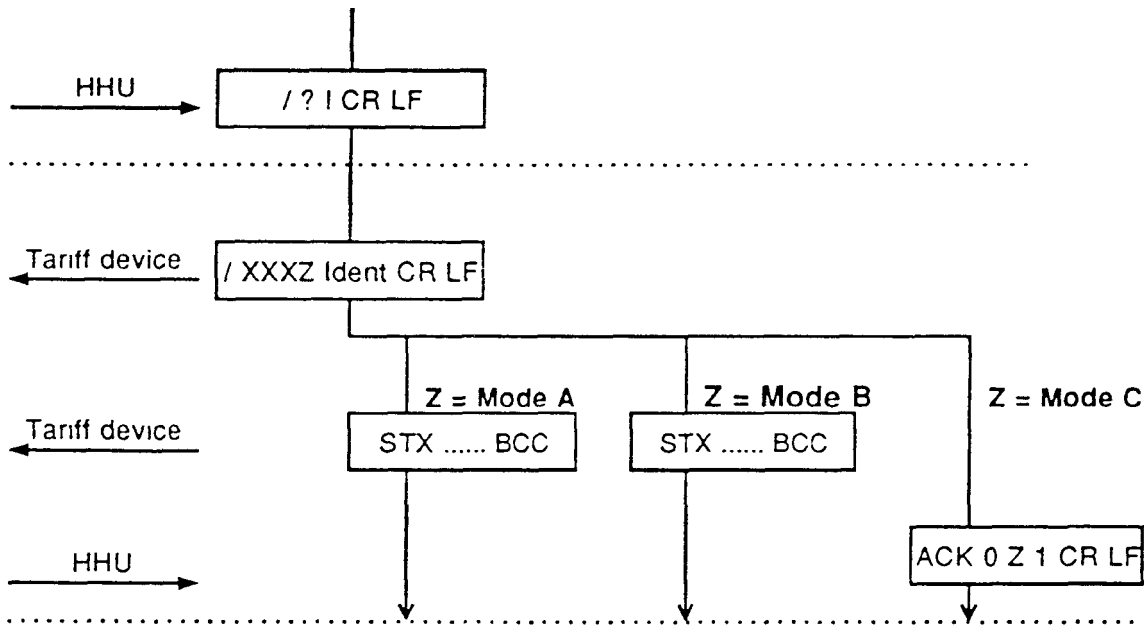 HHU
/ ? ! CR LF
Tariff device
/ XXXZ Ident CR LF
Z = Mode A
Z = Mode B
Z = Mode C
Tariff device
STX ...... BCC
STX ...... BCC
HHU
ACK 0 Z 1 CR LF